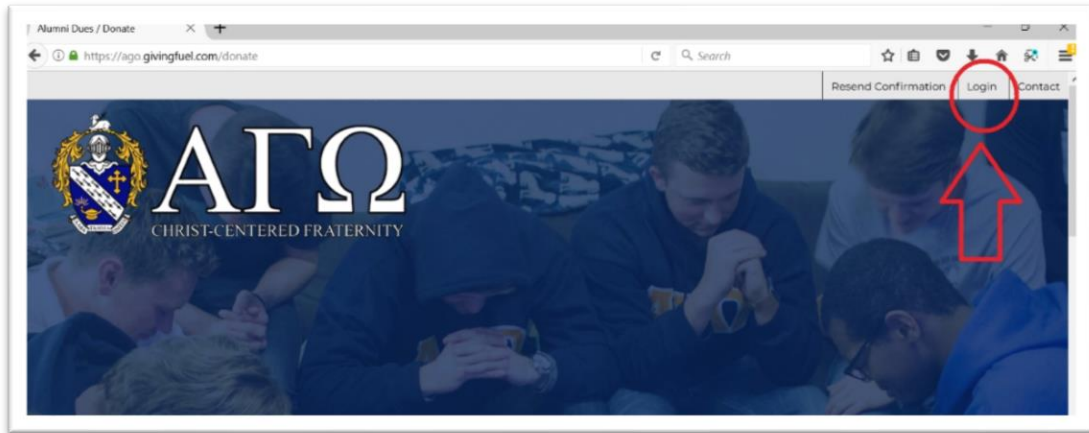 Alumni Dues / Donate
https://ago.givingfuel.com/donate
Search
Resend Confirmation Login Contact
ΑΓΩ
CHRIST-CENTERED FRATERNITY